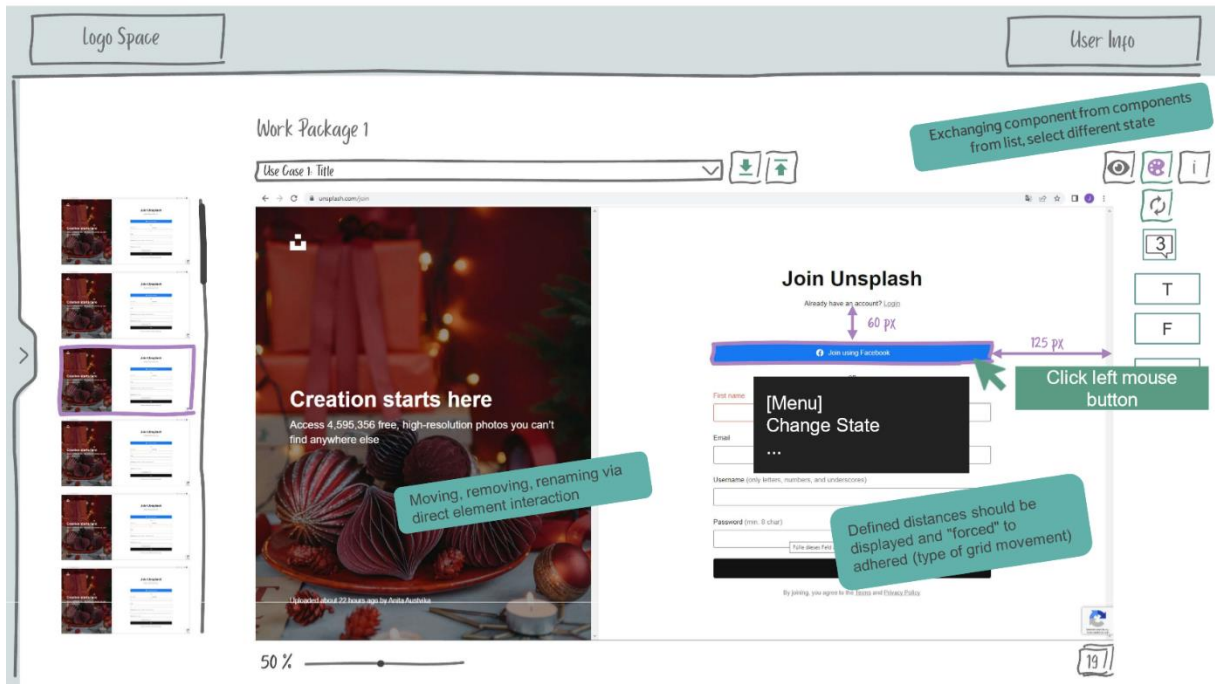 Logo Space
User Info
Exchanging component from components
from list, select different state
Work Package 1
Use Case 1: Title
i
unsplash.com/join
J
3
T
F
Join Unsplash
Already have an account? Login
60 px
125 px
Join using Facebook
Click left mouse
button
[Menu]
Change State
...
First name
Email
Username (only letters, numbers, and underscores)
Password (min. 8 char)
Creation starts here
Access 4,595,356 free, high-resolution photos you can't
find anywhere else
Moving, removing, renaming via
direct element interaction
Defined distances should be
displayed and "forced" to
adhered (type of grid movement)
Fülle dieses Feld
By joining, you agree to the Terms and Privacy Policy
Uploaded about 22 hours ago by Anita Austvika
50 %
19